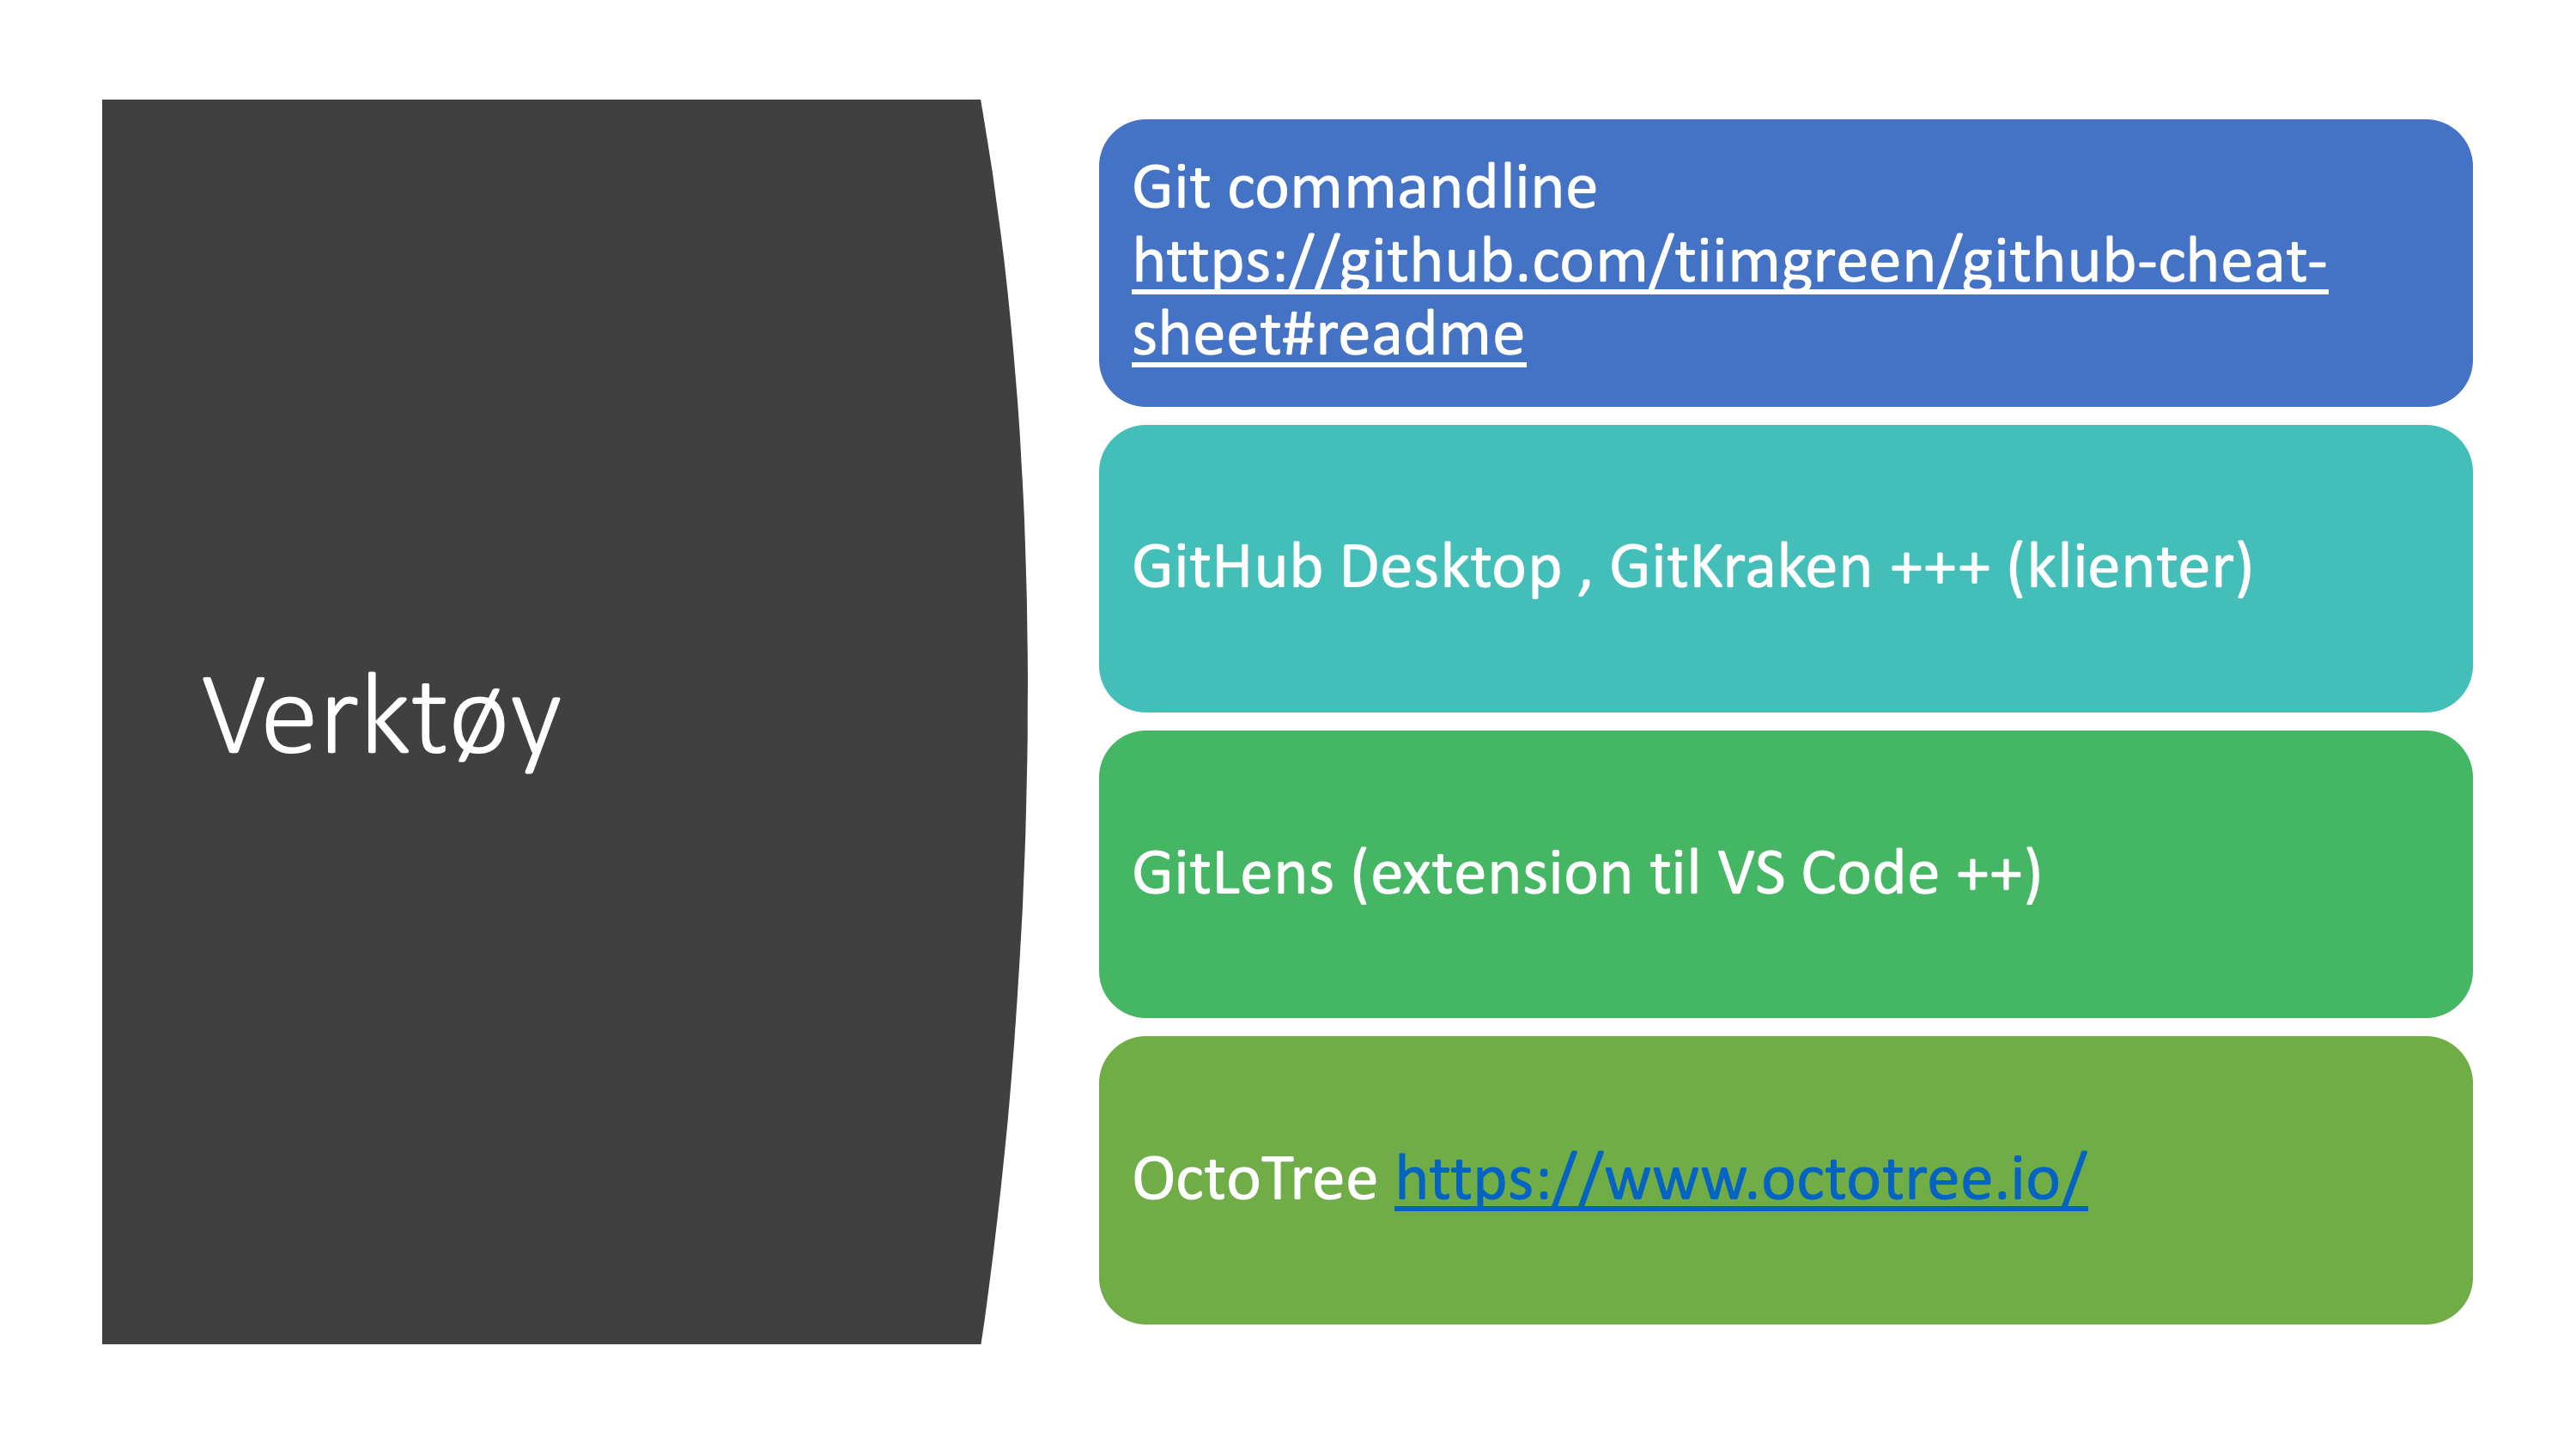 Verktøy
Git commandline
https://github.com/tiimgreen/github-cheat-
sheet#readme
GitHub Desktop , GitKraken +++ (klienter)
GitLens (extension til VS Code ++)
OctoTree https://www.octotree.io/